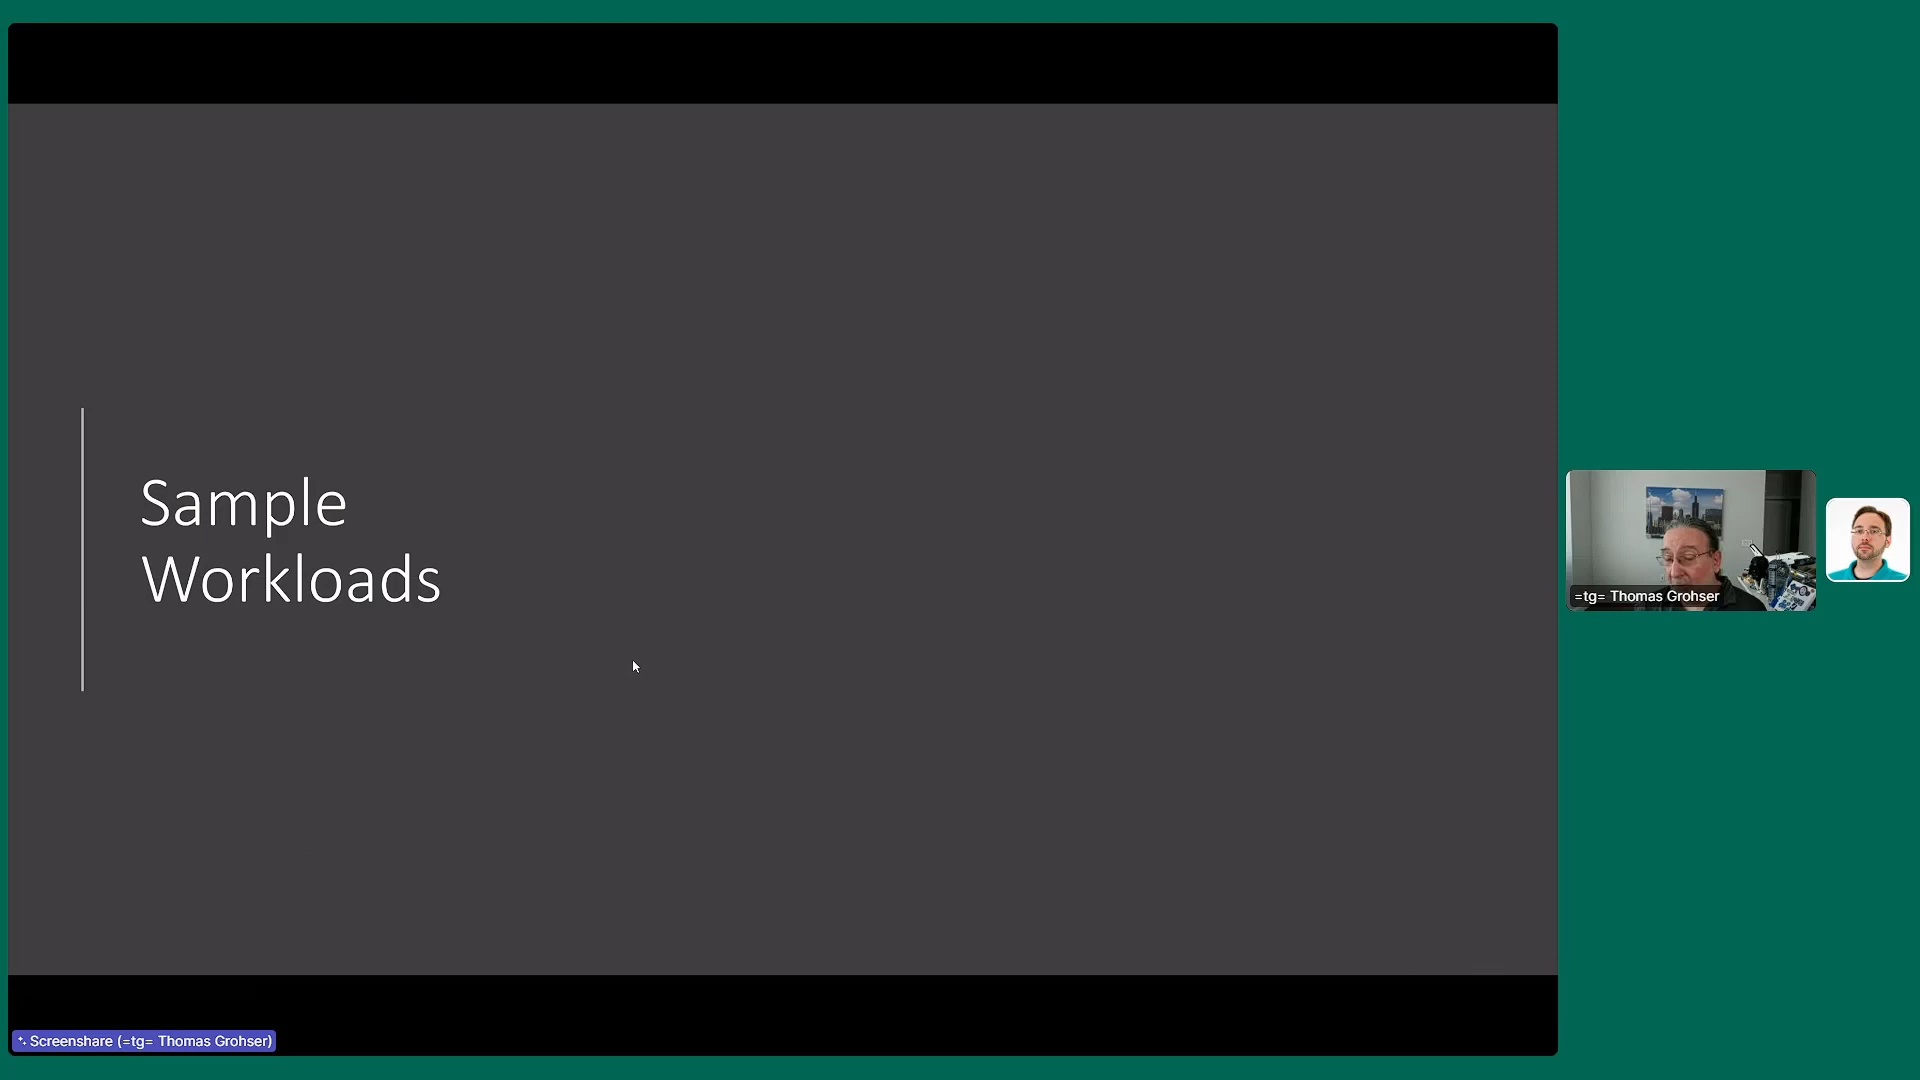 Sample
Workloads
=tg= Thomas Grohser
Screenshare (=tg= Thomas Grohser)